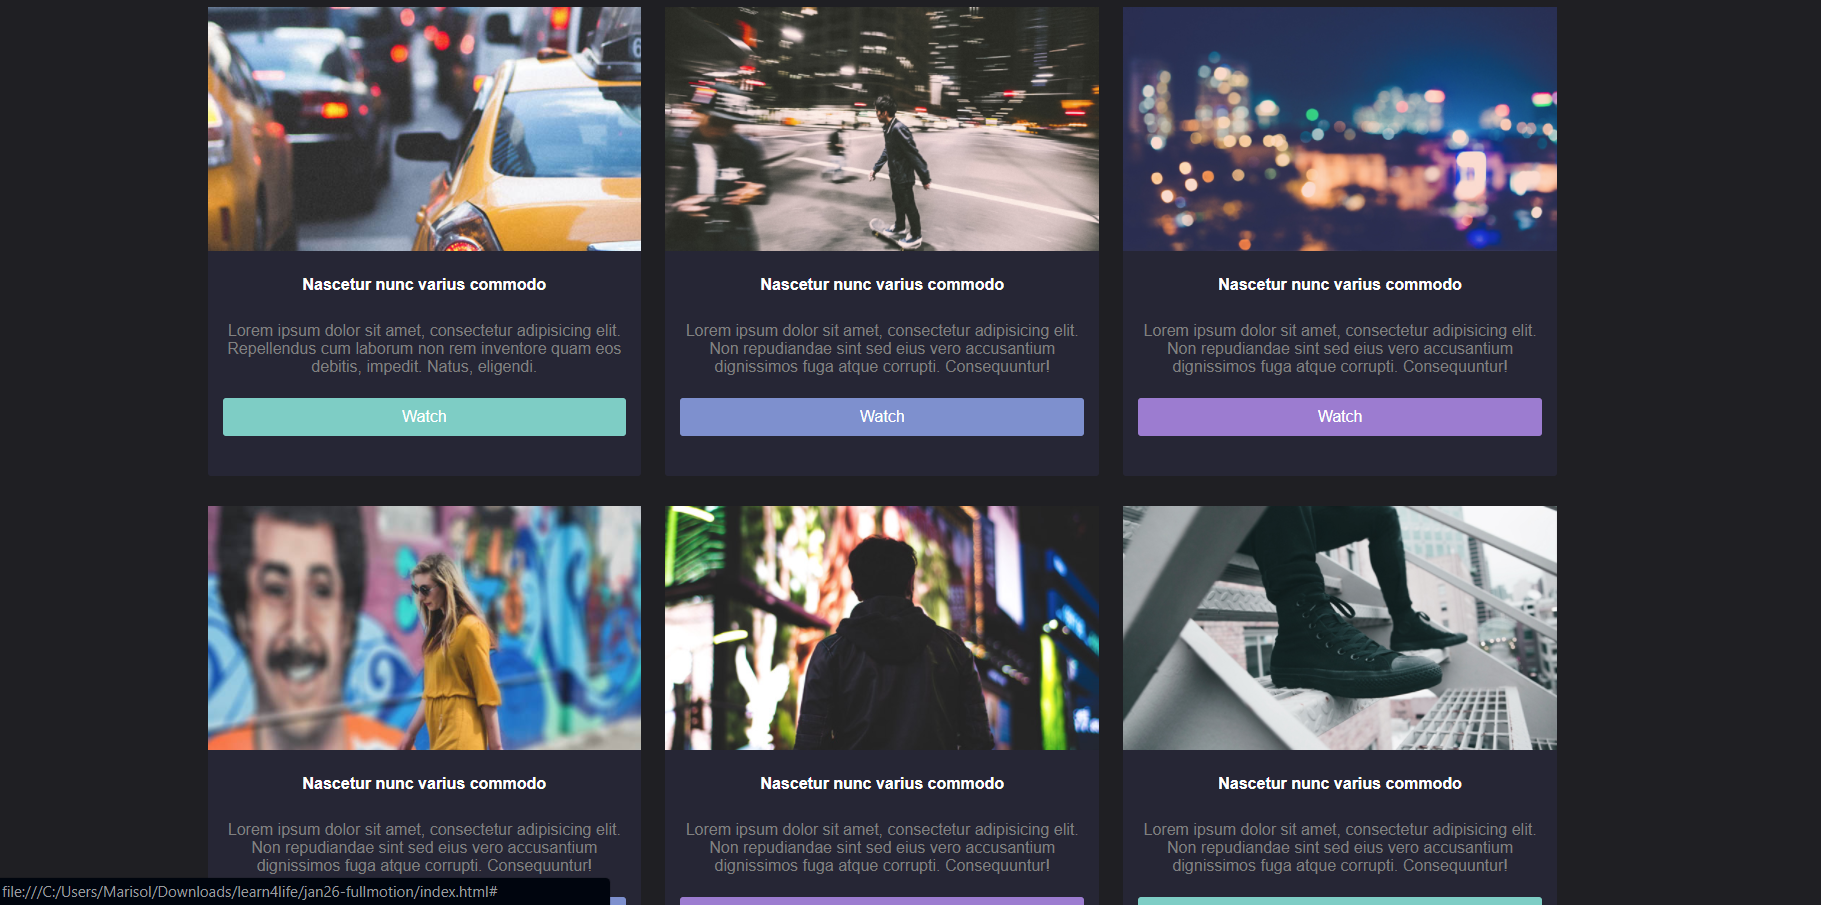 6
Nascetur nunc varius commodo
Lorem ipsum dolor sit amet, consectetur adipisicing elit.
Repellendus cum laborum non rem inventore quam eos
debitis, impedit. Natus, eligendi.
Watch
Nascetur nunc varius commodo
Lorem ipsum dolor sit amet, consectetur adipisicing elit.
Non repudiandae sint sed eius vero accusantium
dignissimos fuga atque corrupti. Consequuntur!
Watch
Nascetur nunc varius commodo
Lorem ipsum dolor sit amet, consectetur adipisicing elit.
Non repudiandae sint sed eius vero accusantium
dignissimos fuga atque corrupti. Consequuntur!
Watch
Nascetur nunc varius commodo
Lorem ipsum dolor sit amet, consectetur adipisicing elit.
Non repudiandae sint sed eius vero accusantium
dignissimos fuga atque corrupti. Consequuntur!
Nascetur nunc varius commodo
Lorem ipsum dolor sit amet, consectetur adipisicing elit.
Non repudiandae sint sed eius vero accusantium
dignissimos fuga atque corrupti. Consequuntur!
Nascetur nunc varius commodo
Lorem ipsum dolor sit amet, consectetur adipisicing elit.
Non repudiandae sint sed eius vero accusantium
dignissimos fuga atque corrupti. Consequuntur!
file:///C:/Users/Marisol/Downloads/learn4life/jan26-fullmotion/index.html#